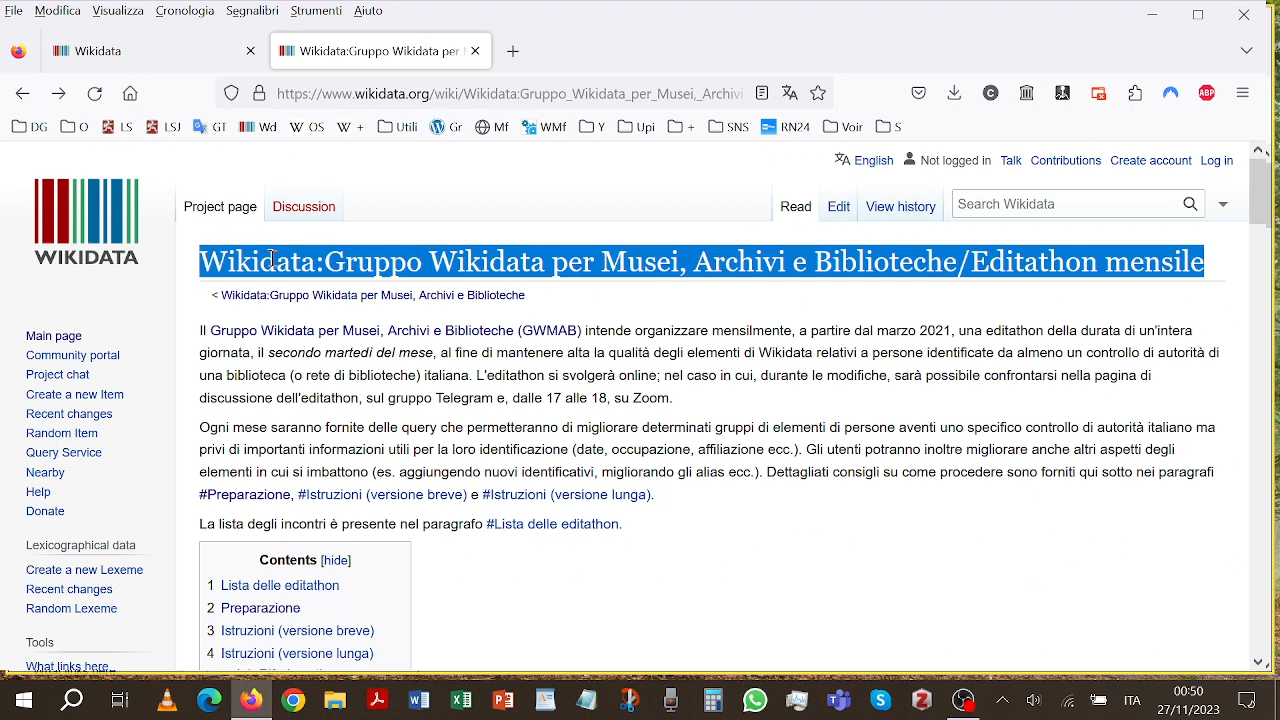 File Modifica Visualizza Cronologia Segnalibri Strumenti Aiuto
Wikidata Wikidata:Gruppo Wikidata per
https://www.wikidata.org/wiki/Wikidata:Gruppo_Wikidata_per_Musei,_Archivi_
DG O LS LSJ GT Wd OS + Utili Gr Mf WMf Y Upi + SNS RN24 Voir S
English Not logged in Talk Contributions Create account Log in
WIKIDATA
Project page Discussion Read Edit View history Search Wikidata
Wikidata:Gruppo Wikidata per Musei, Archivi e Biblioteche/Editathon mensile
< Wikidata:Gruppo Wikidata per Musei, Archivi e Biblioteche
Il Gruppo Wikidata per Musei, Archivi e Biblioteche (GWMAB) intende organizzare mensilmente, a partire dal marzo 2021, una editathon della durata di un'intera
giornata, il secondo martedì del mese, al fine di mantenere alta la qualità degli elementi di Wikidata relativi a persone identificate da almeno un controllo di autorità di
una biblioteca (o rete di biblioteche) italiana. L'editathon si svolgerà online; nel caso in cui, durante le modifiche, sarà possibile confrontarsi nella pagina di
discussione dell'editathon, sul gruppo Telegram e, dalle 17 alle 18, su Zoom.
Ogni mese saranno fornite delle query che permetteranno di migliorare determinati gruppi di elementi di persone aventi uno specifico controllo di autorità italiano ma
privi di importanti informazioni utili per la loro identificazione (date, occupazione, affiliazione ecc.). Gli utenti potranno inoltre migliorare anche altri aspetti degli
elementi in cui si imbattono (es. aggiungendo nuovi identificativi, migliorando gli alias ecc.). Dettagliati consigli su come procedere sono forniti qui sotto nei paragrafi
#Preparazione, #Istruzioni (versione breve) e #Istruzioni (versione lunga).
La lista degli incontri è presente nel paragrafo #Lista delle editathon.
Contents [hide]
1 Lista delle editathon
2 Preparazione
3 Istruzioni (versione breve)
4 Istruzioni (versione lunga)
Main page
Community portal
Project chat
Create a new Item
Recent changes
Random Item
Query Service
Nearby
Help
Donate
Lexicographical data
Create a new Lexeme
Recent changes
Random Lexeme
Tools
What links here
ITA
00:50
27/11/2023